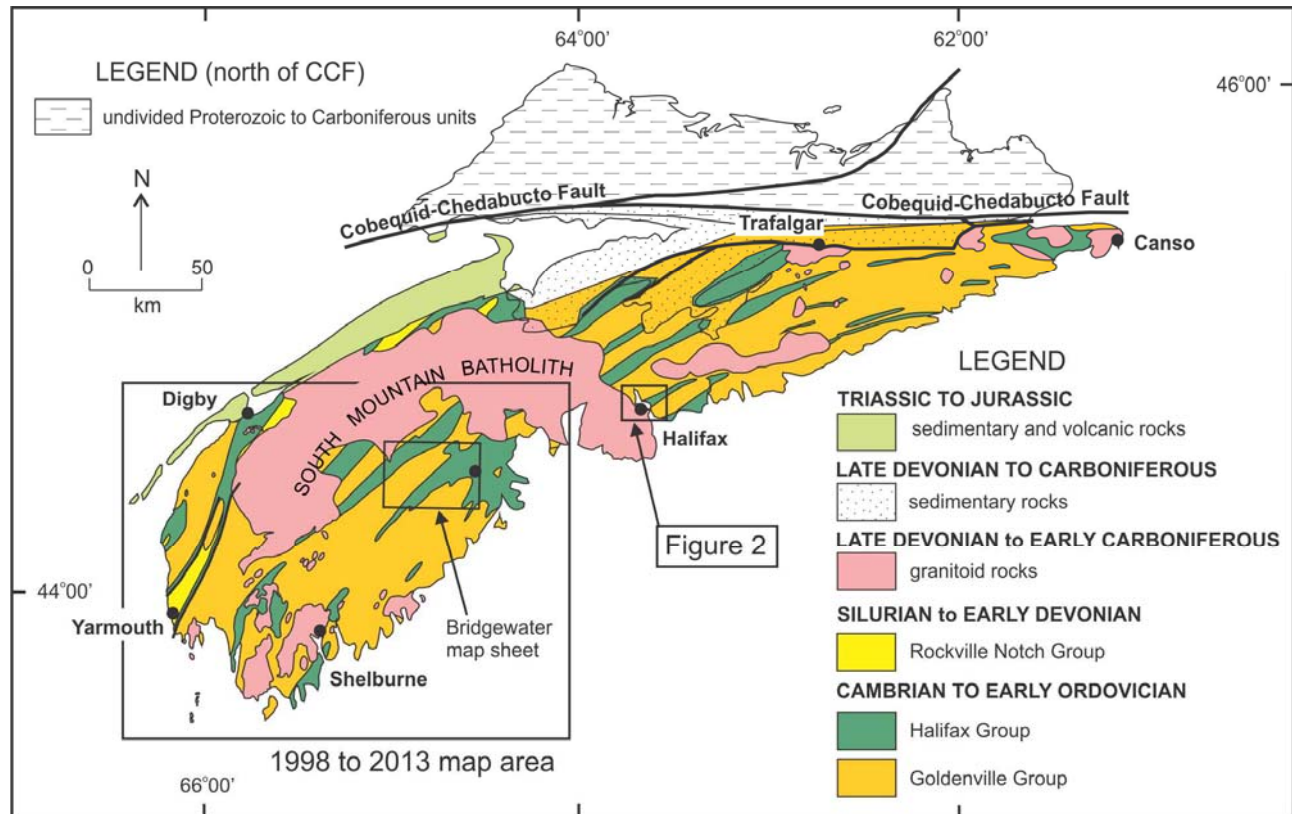 64°00’
62°00’
46°00’
LEGEND (north of CCF)
undivided Proterozoic to Carboniferous units
N
0 50
km
Cobequid-Chedabucto Fault
Cobequid-Chedabucto Fault
Trafalgar
Canso
SOUTH MOUNTAIN BATHOLITH
Digby
Halifax
Figure 2
44°00’
Yarmouth
Bridgewater
map sheet
Shelburne
1998 to 2013 map area
66°00’
LEGEND
TRIASSIC TO JURASSIC
sedimentary and volcanic rocks
LATE DEVONIAN TO CARBONIFEROUS
sedimentary rocks
LATE DEVONIAN to EARLY CARBONIFEROUS
granitoid rocks
SILURIAN to EARLY DEVONIAN
Rockville Notch Group
CAMBRIAN TO EARLY ORDOVICIAN
Halifax Group
Goldenville Group